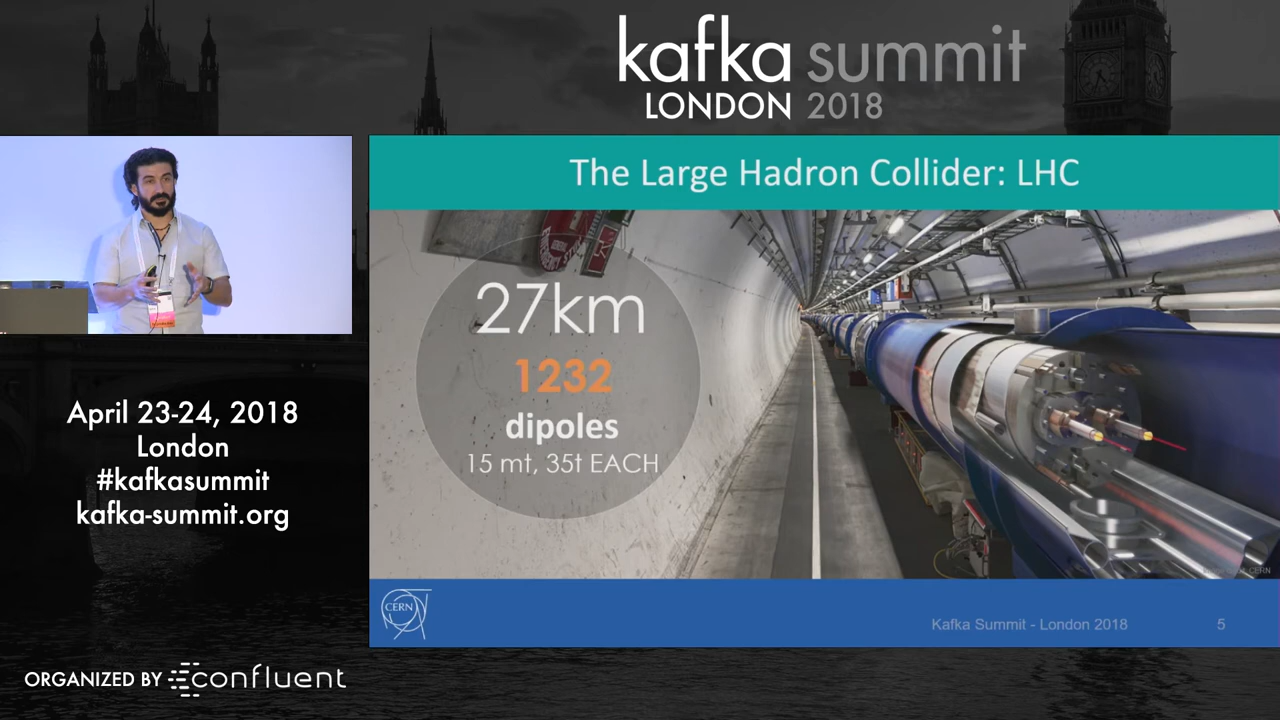 kafka summit
LONDON 2018
The Large Hadron Collider: LHC
27km
1232
dipoles
15 mt, 35t EACH
April 23-24, 2018
London
#kafkasummit
kafka-summit.org
CERN
Kafka Summit - London 2018
5
ORGANIZED BY confluent